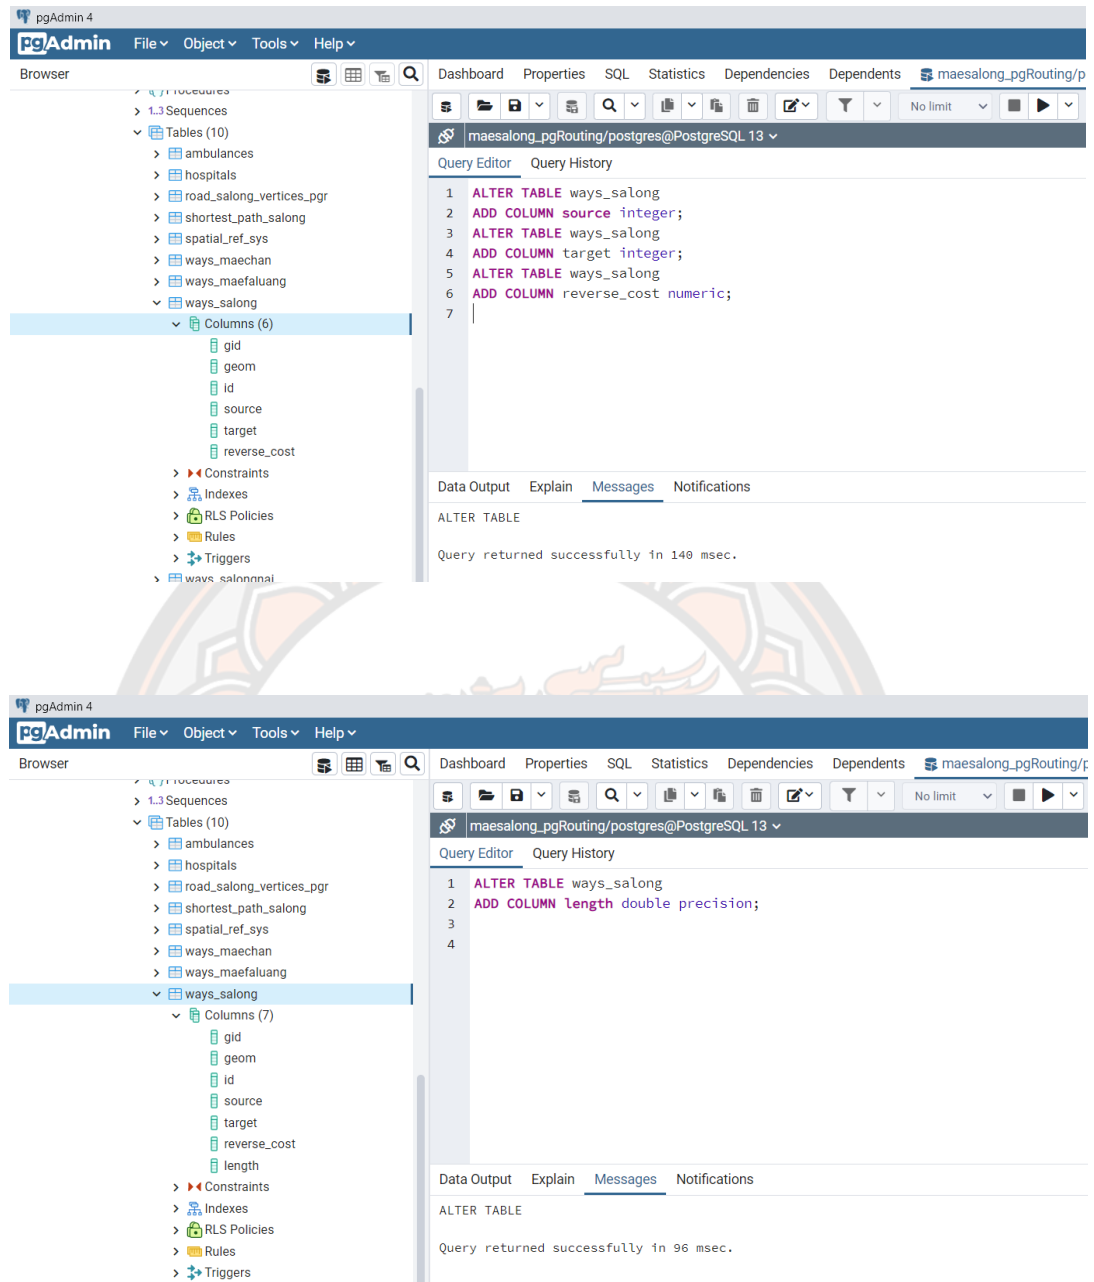 pgAdmin 4
pgAdmin File Object Tools Help
Browser
Dashboard Properties SQL Statistics Dependencies Dependents maesalong_pgRouting/p
Procedures
1..3 Sequences
Tables (10)
ambulances
hospitals
road_salong_vertices_pgr
shortest_path_salong
spatial_ref_sys
ways_maechan
ways_maefaluang
ways_salong
Columns (6)
gid
geom
id
source
target
reverse_cost
Constraints
Indexes
RLS Policies
Rules
Triggers
ways_salongnai
No limit
maesalong_pgRouting/postgres@PostgreSQL 13
Query Editor Query History
1 ALTER TABLE ways_salong
2 ADD COLUMN source integer;
3 ALTER TABLE ways_salong
4 ADD COLUMN target integer;
5 ALTER TABLE ways_salong
6 ADD COLUMN reverse_cost numeric;
7
Data Output Explain Messages Notifications
ALTER TABLE
Query returned successfully in 140 msec.
pgAdmin 4
pgAdmin File Object Tools Help
Browser
Dashboard Properties SQL Statistics Dependencies Dependents maesalong_pgRouting/p
Procedures
1..3 Sequences
Tables (10)
ambulances
hospitals
road_salong_vertices_pgr
shortest_path_salong
spatial_ref_sys
ways_maechan
ways_maefaluang
ways_salong
Columns (7)
gid
geom
id
source
target
reverse_cost
length
Constraints
Indexes
RLS Policies
Rules
Triggers
No limit
maesalong_pgRouting/postgres@PostgreSQL 13
Query Editor Query History
1 ALTER TABLE ways_salong
2 ADD COLUMN length double precision;
3
4
Data Output Explain Messages Notifications
ALTER TABLE
Query returned successfully in 96 msec.